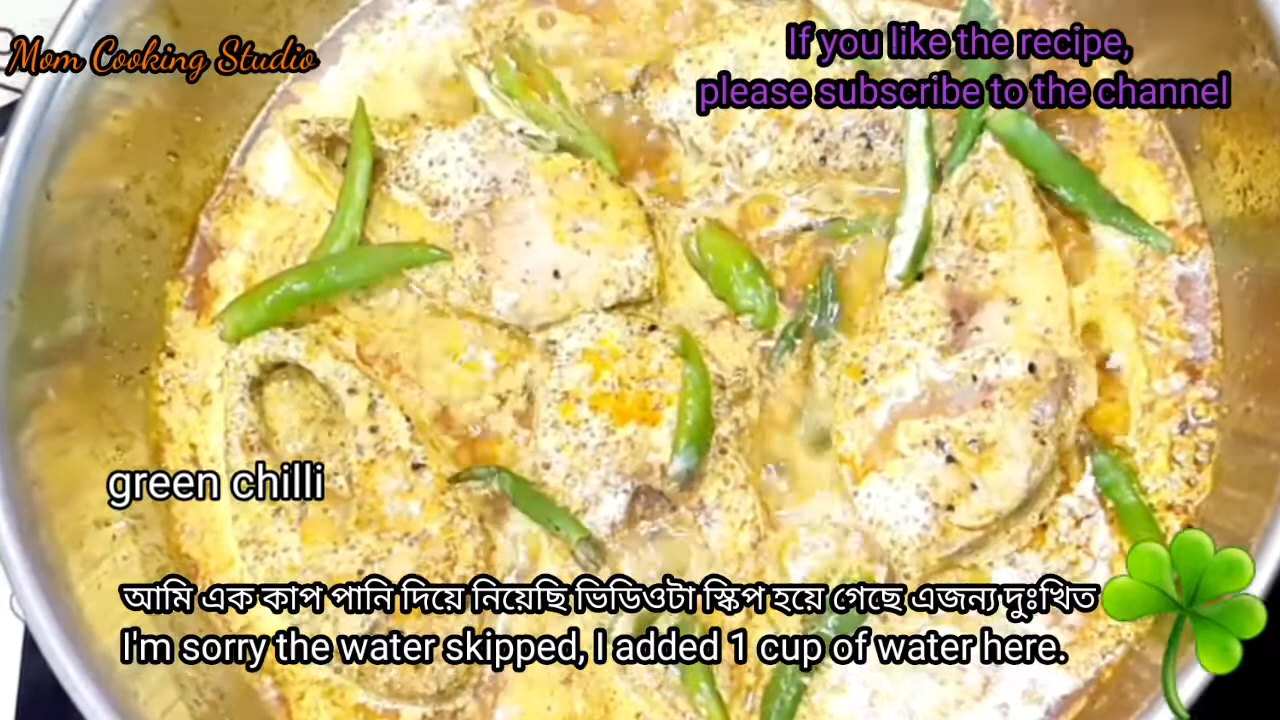 Mom Cooking Studio
If you like the recipe,
please subscribe to the channel
green chilli
আমি এক কাপ পানি দিয়ে নিয়েছি ভিডিওটা স্কিপ হয়ে গেছে এজন্য দুঃখিত
I'm sorry the water skipped, I added 1 cup of water here.